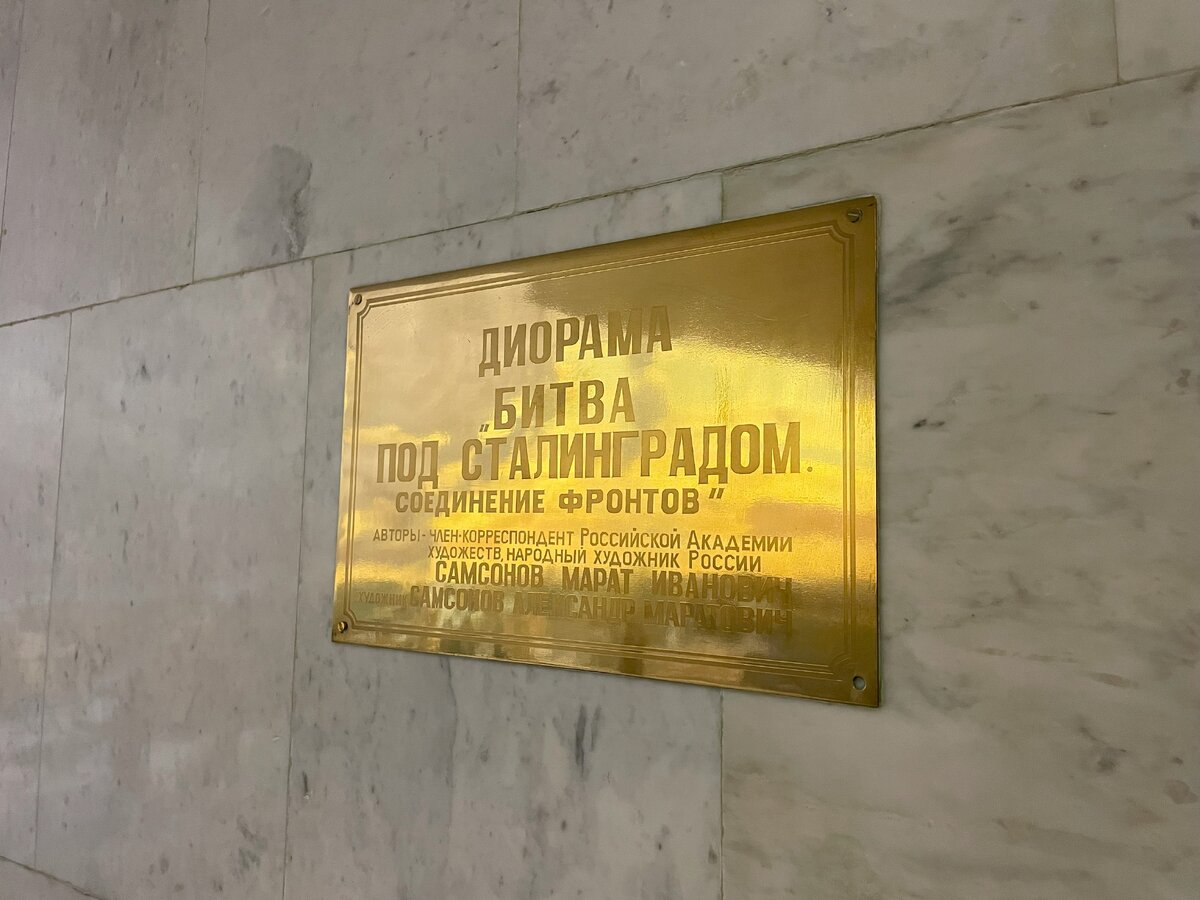 ДИОРАМА
„БИТВА
ПОД СТАЛИНГРАДОМ.
СОЕДИНЕНИЕ ФРОНТОВ”
АВТОРЫ - ЧЛЕН-КОРРЕСПОНДЕНТ РОССИЙСКОЙ АКАДЕМИИ
ХУДОЖЕСТВ, НАРОДНЫЙ ХУДОЖНИК РОССИИ
САМСОНОВ МАРАТ ИВАНОВИЧ
ХУДОЖНИК САМСОНОВ АЛЕКСАНДР МАРАТОВИЧ